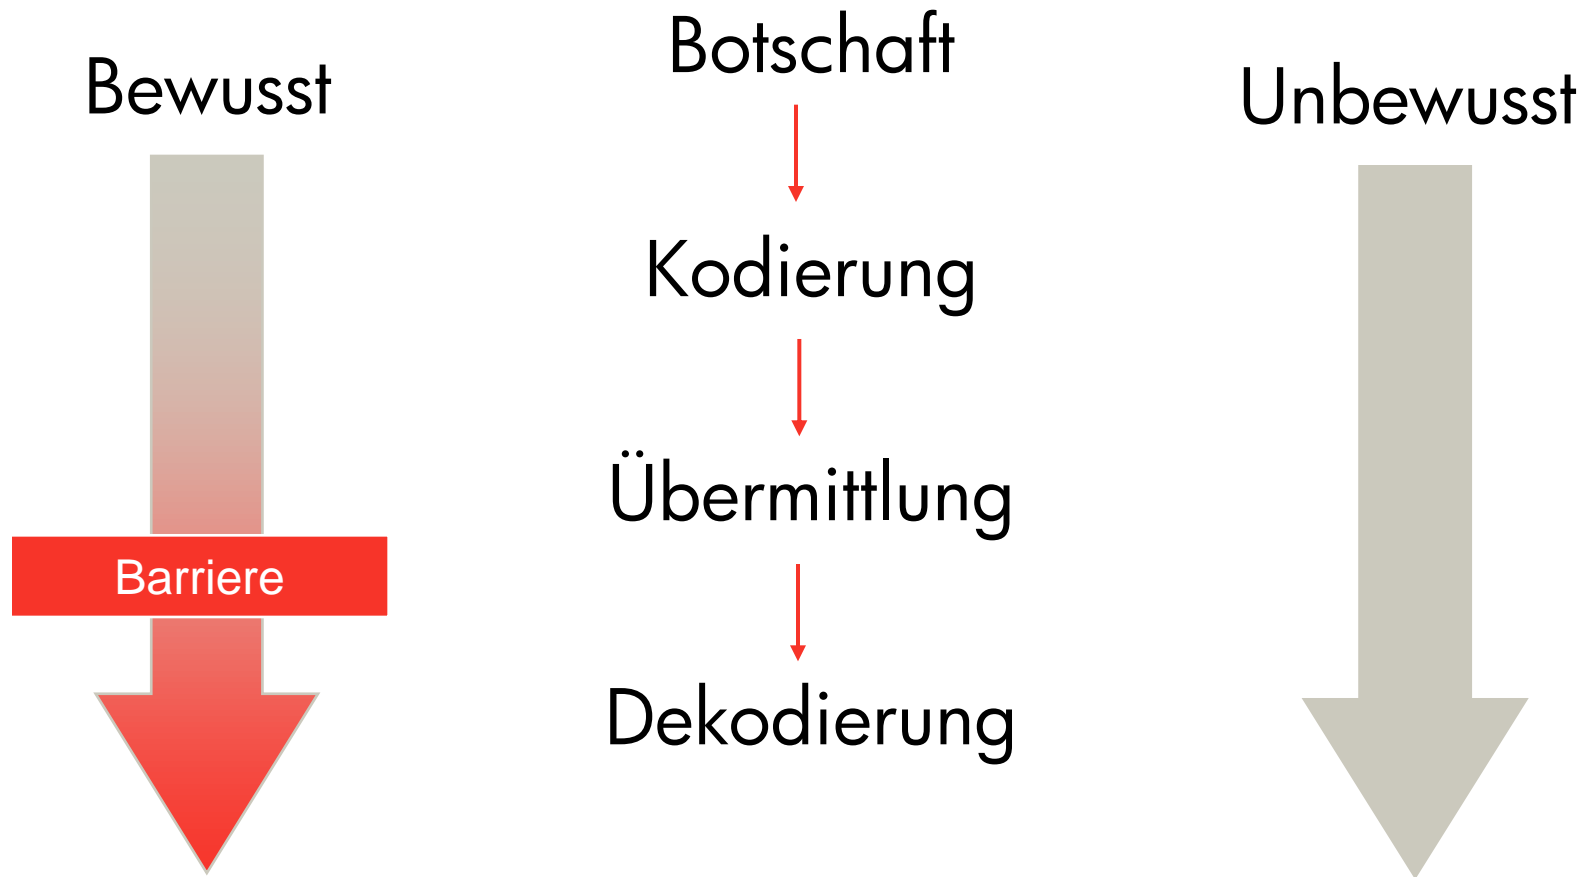 Bewusst
Botschaft
Unbewusst
Kodierung
Übermittlung
Barriere
Dekodierung